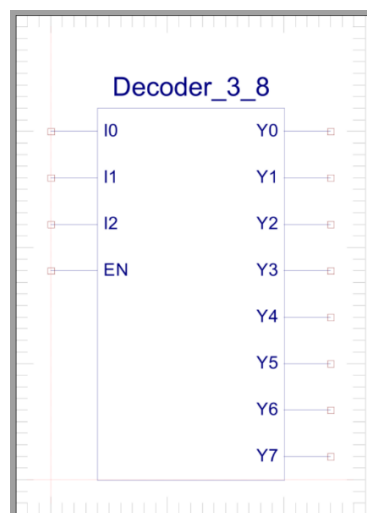 Decoder_3_8
I0 Y0
I1 Y1
I2 Y2
EN Y3
Y4
Y5
Y6
Y7